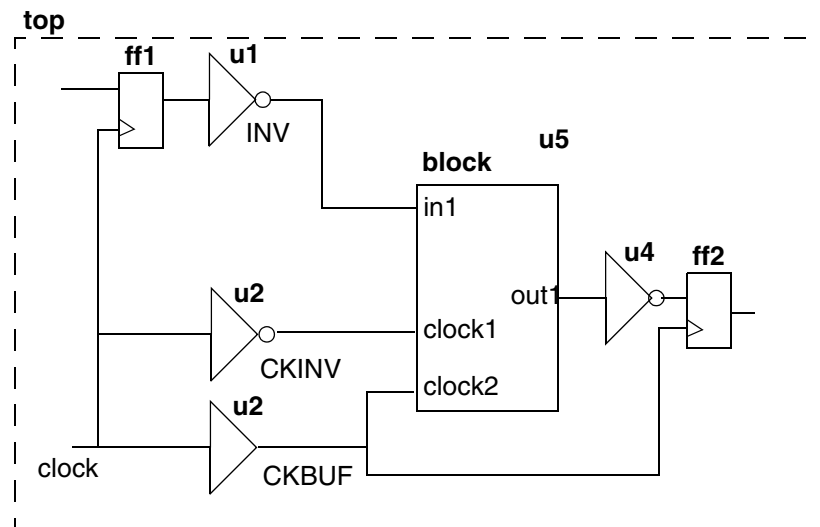 top
ff1
u1
INV
u5
block
in1
u4
ff2
out1
u2
clock1
CKINV
clock2
u2
clock
CKBUF